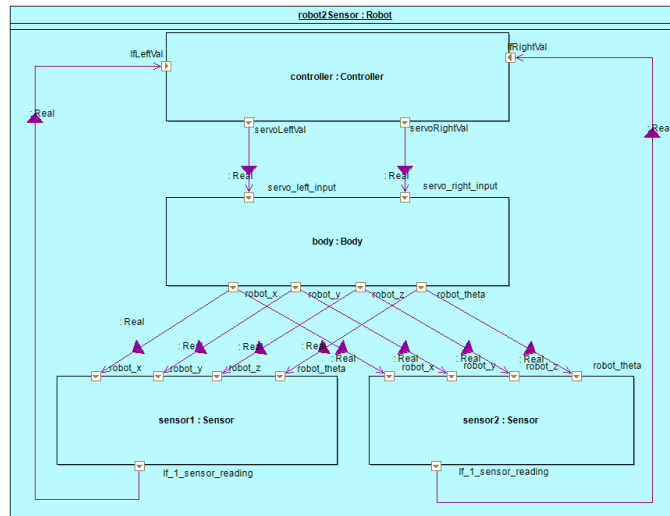 robot2Sensor : Robot
lfLeftVal
lfRightVal
controller : Controller
: Real
: Real
servoLeftVal
servoRightVal
: Real
: Real
servo_left_input
servo_right_input
body : Body
robot_x
robot_y
robot_z
robot_theta
: Real
: Real
: Real
: Real
: Real
: Real
: Real
robot_x
robot_y
robot_z
robot_theta
robot_x
robot_y
robot_z
robot_theta
sensor1 : Sensor
sensor2 : Sensor
lf_1_sensor_reading
lf_1_sensor_reading